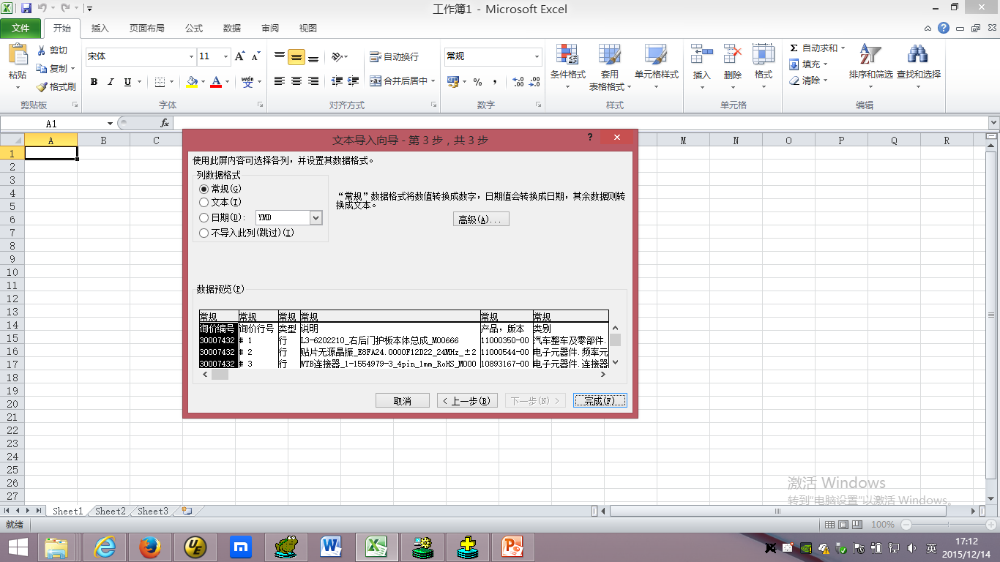 工作簿1 - Microsoft Excel
文件 开始 插入 页面布局 公式 数据 审阅 视图
粘贴 剪切 复制 格式刷 剪贴板
宋体 11 A A B I U A wén 字体
自动换行 合并后居中 对齐方式
常规 % , .0 .00 .00 .0 数字
条件格式 套用 表格格式 单元格样式 样式
插入 删除 格式 单元格
Σ 自动求和 填充 清除 排序和筛选 查找和选择 编辑
A1 fx
A B C M N O P Q R
1
2
3
4
5
6
7
8
9
10
11
12
13
14
15
16
17
18
19
20
21
22
23
24
25
26
27
文本导入向导 - 第 3 步，共 3 步 ?
使用此屏内容可选择各列，并设置其数据格式。
列数据格式
常规(G)
文本(T)
日期(D): YMD
不导入此列(跳过)(I)
“常规”数据格式将数值转换成数字，日期值会转换成日期，其余数据则转
换成文本。
高级(A)...
数据预览(P)
常规 常规 常规 常规 常规 常规
询价编号 询价行号 类型 说明 产品，版本 类别
30007432 # 1 行 L3-6202210_右后门护板本体总成_M00666 11000350-00 汽车整车及零部件.
30007432 # 2 行 贴片无源晶振_E8FA24.0000F12D22_24MHz_±2 11000544-00 电子元器件.频率元
30007432 # 3 行 WTB连接器_1-1554979-3_4pin_1mm_RoHS_M000 10893167-00 电子元器件.连接器
取消 < 上一步(B) 下一步(N) > 完成(F)
激活 Windows
转到“电脑设置”以激活 Windows。
Sheet1 Sheet2 Sheet3
就绪 100%
英 17:12
2015/12/14